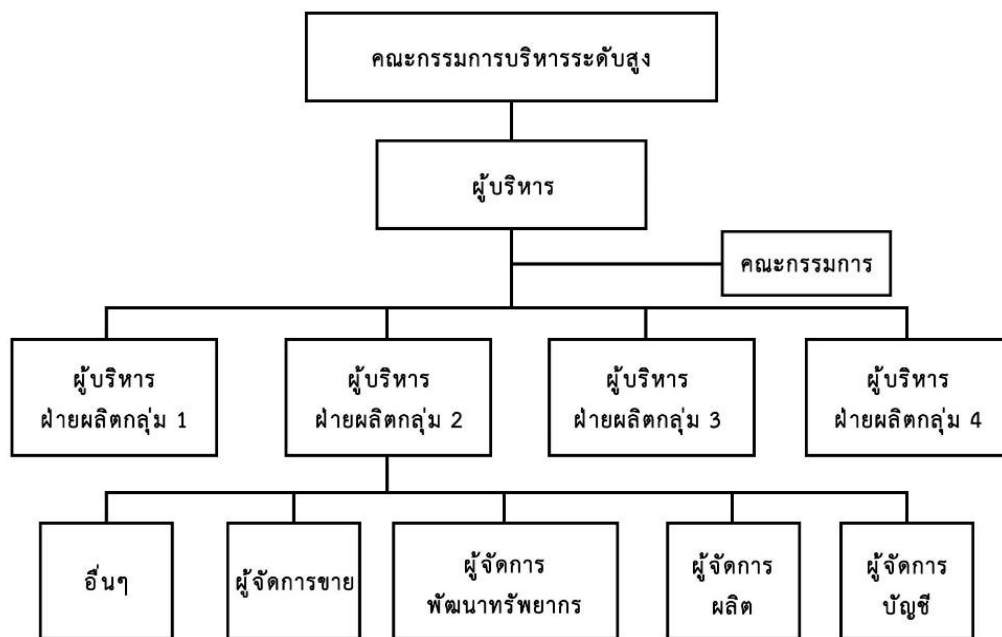 คณะกรรมการบริหารระดับสูง
ผู้บริหาร
คณะกรรมการ
ผู้บริหาร
ฝ่ายผลิตกลุ่ม 1
ผู้บริหาร
ฝ่ายผลิตกลุ่ม 2
ผู้บริหาร
ฝ่ายผลิตกลุ่ม 3
ผู้บริหาร
ฝ่ายผลิตกลุ่ม 4
อื่นๆ
ผู้จัดการขาย
ผู้จัดการ
พัฒนาทรัพยากร
ผู้จัดการ
ผลิต
ผู้จัดการ
บัญชี